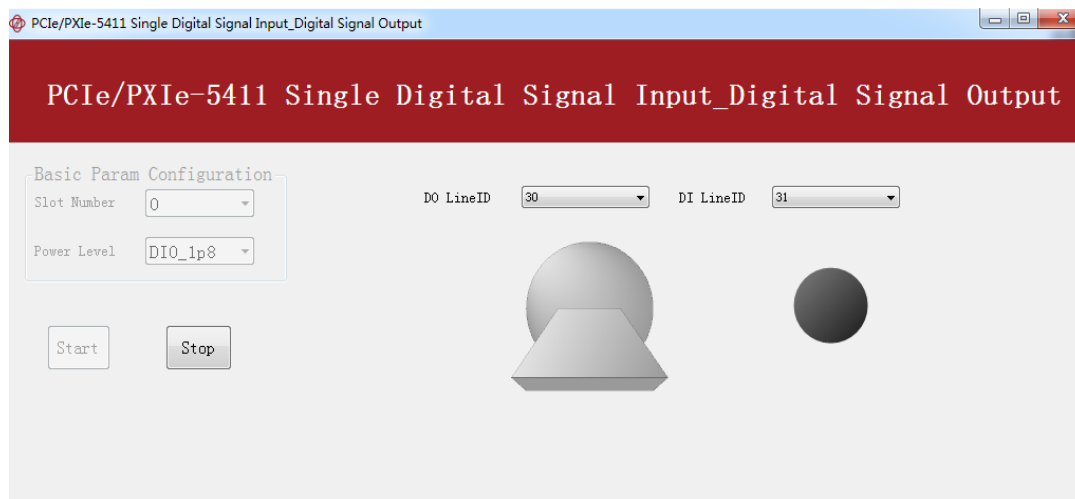 PCIe/PXIe-5411 Single Digital Signal Input_Digital Signal Output
PCIe/PXIe-5411 Single Digital Signal Input_Digital Signal Output
Basic Param Configuration
Slot Number 0
Power Level DIO_1p8
DO LineID 30 DI LineID 31
Start Stop